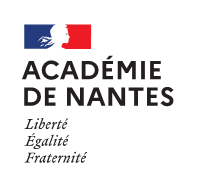 ACADÉMIE
DE NANTES
Liberté
Égalité
Fraternité